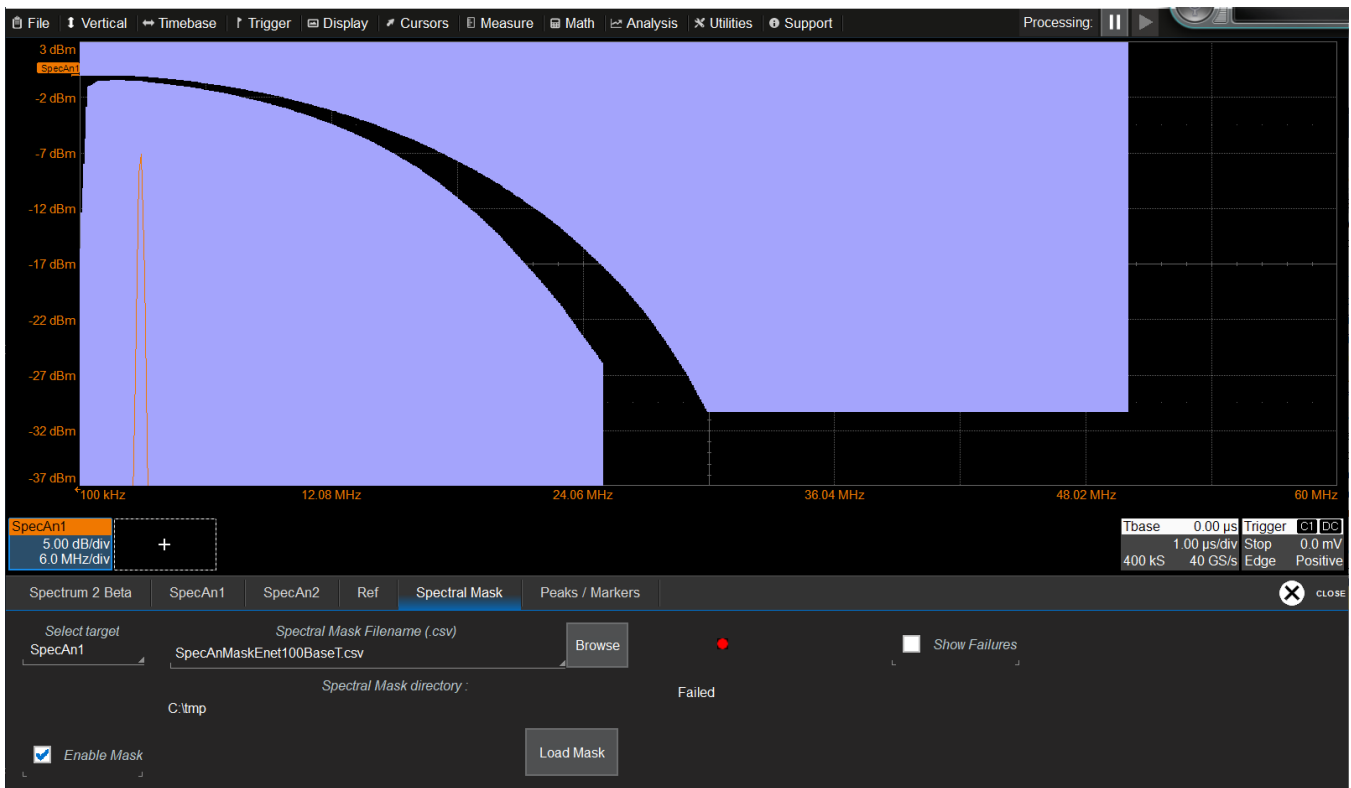 File Vertical Timebase Trigger Display Cursors Measure Math Analysis Utilities Support Processing:
3 dBm
SpecAn1
-2 dBm
-7 dBm
-12 dBm
-17 dBm
-22 dBm
-27 dBm
-32 dBm
-37 dBm
100 kHz 12.08 MHz 24.06 MHz 36.04 MHz 48.02 MHz 60 MHz
SpecAn1
5.00 dB/div
6.0 MHz/div
+
Tbase 0.00 µs
1.00 µs/div
400 kS 40 GS/s
Trigger C1 DC
Stop 0.0 mV
Edge Positive
Spectrum 2 Beta SpecAn1 SpecAn2 Ref Spectral Mask Peaks / Markers CLOSE
Select target
SpecAn1
Spectral Mask Filename (.csv)
SpecAnMaskEnet100BaseT.csv
Browse
Show Failures
Spectral Mask directory :
C:\tmp
Failed
Enable Mask
Load Mask